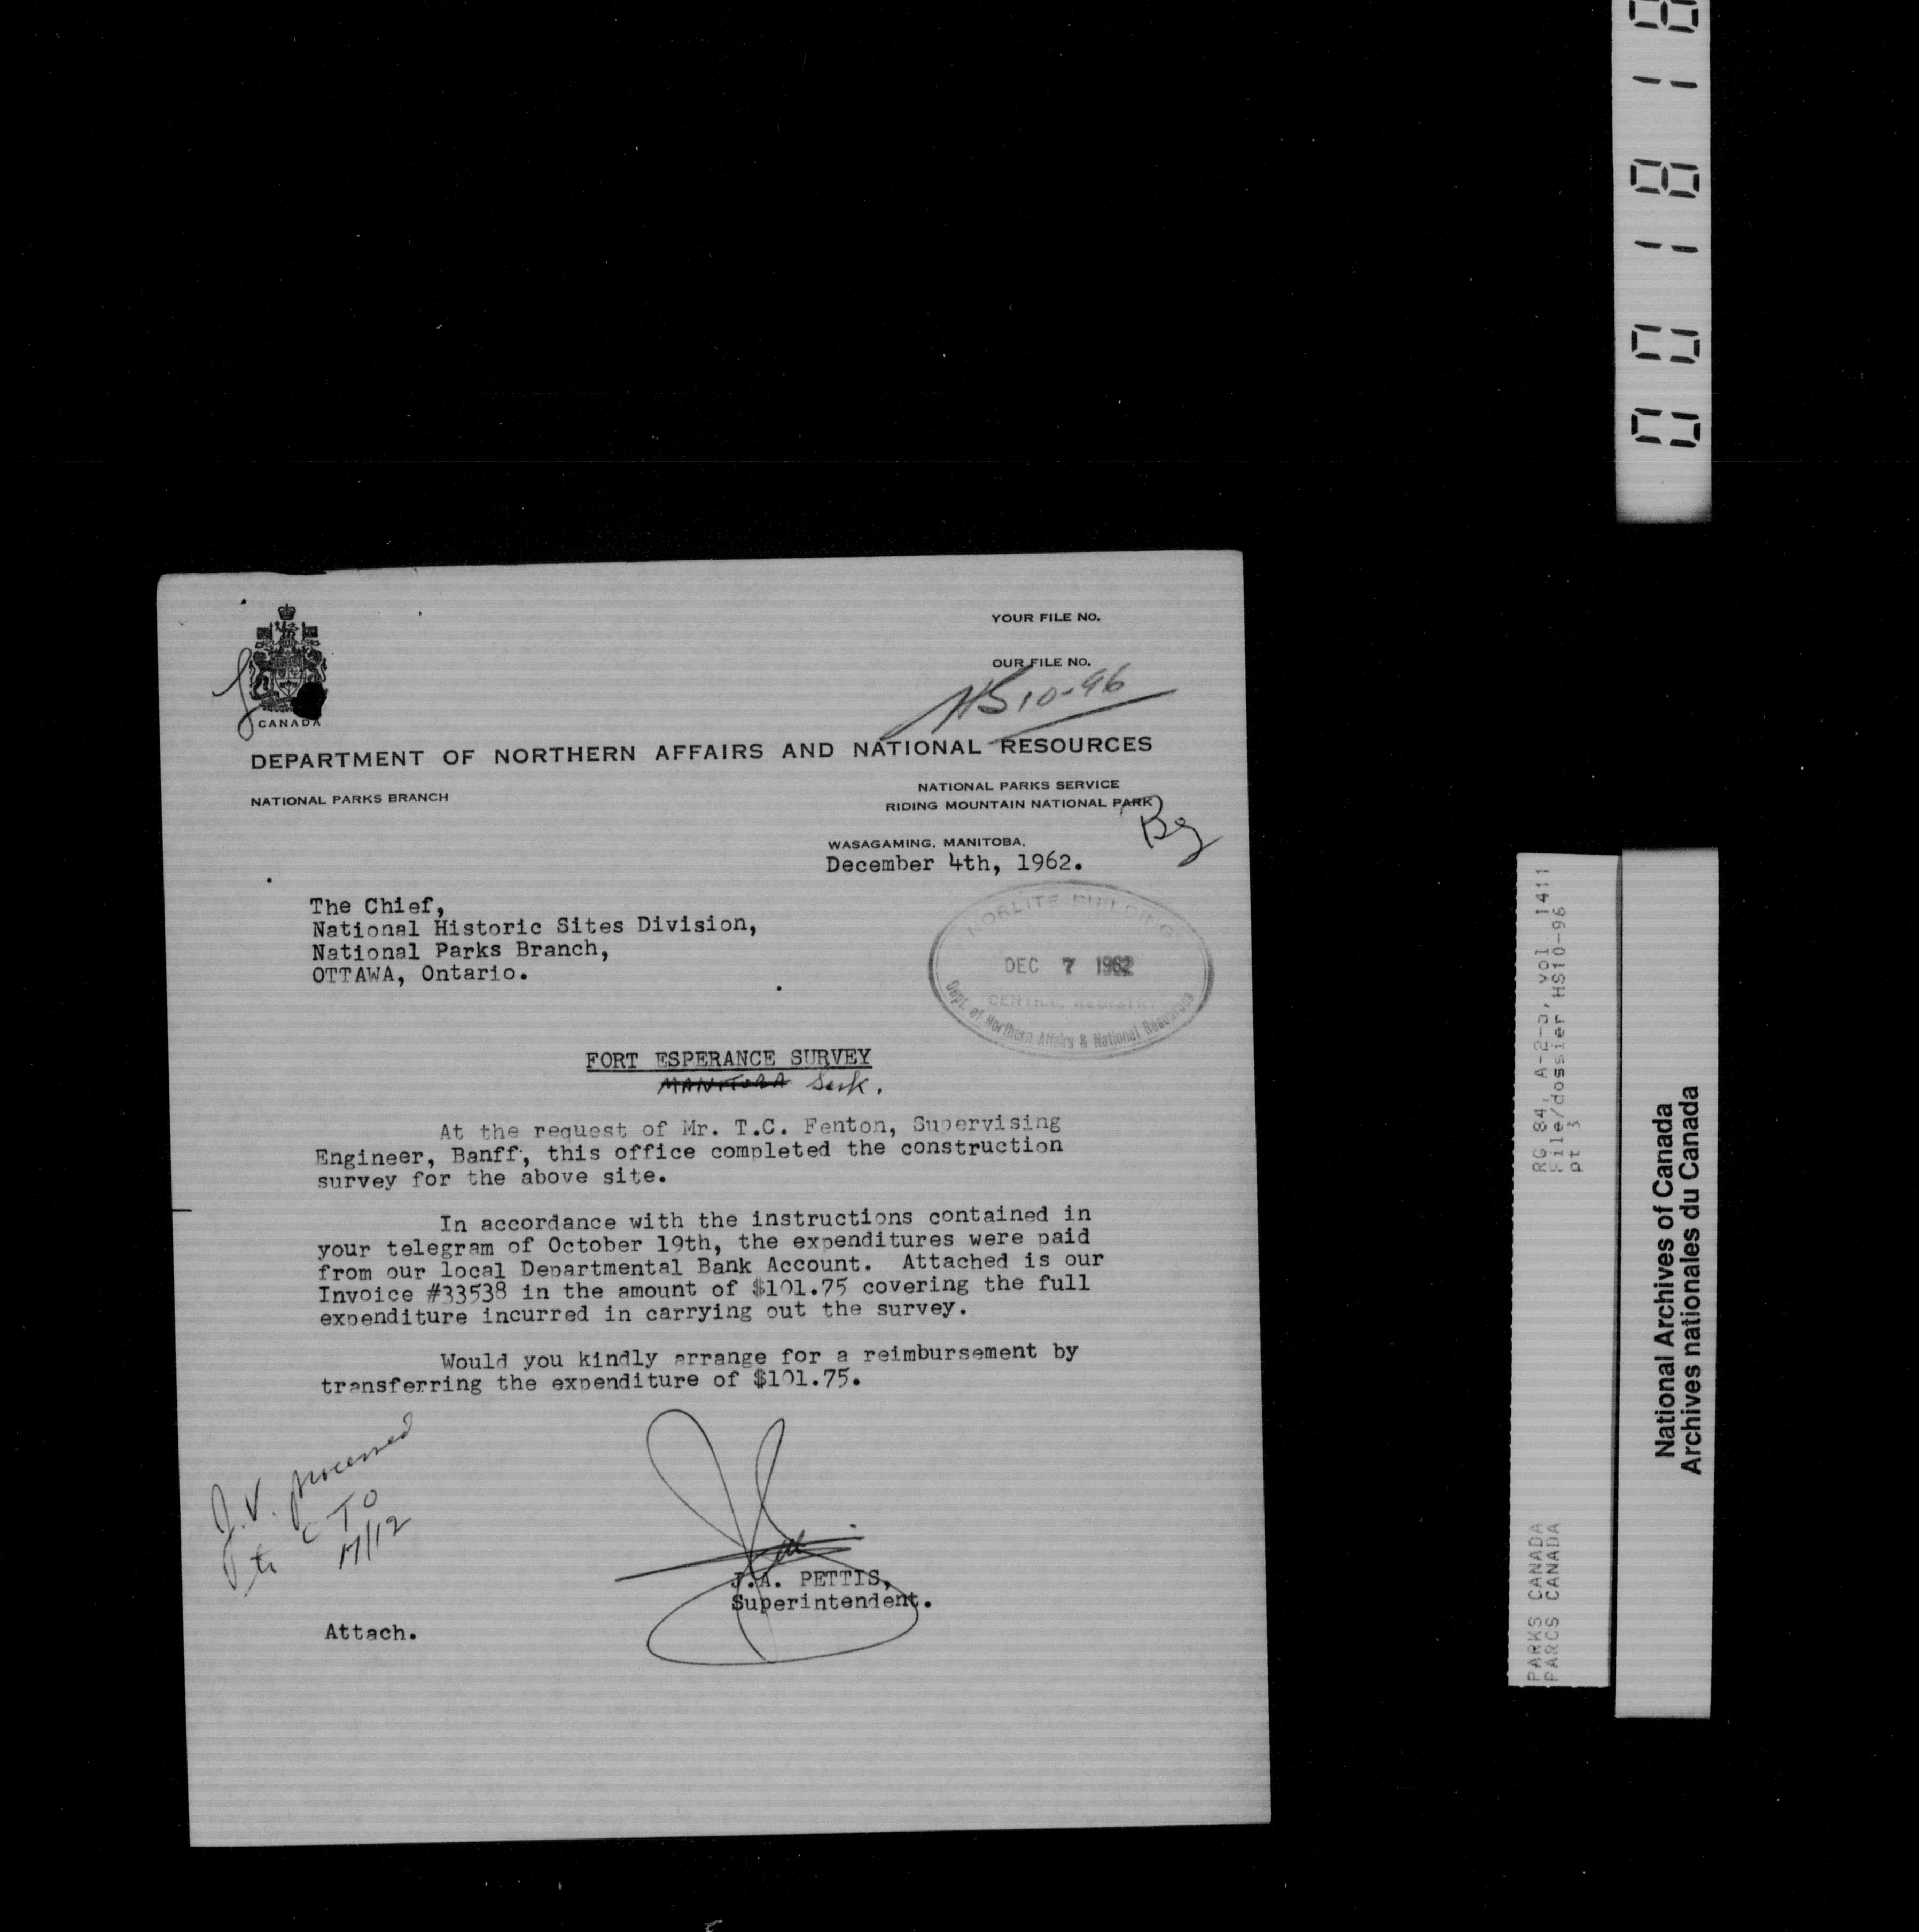 YOUR FILE NO.
OUR FILE NO.
HS 10-96
CANADA
DEPARTMENT OF NORTHERN AFFAIRS AND NATIONAL RESOURCES
NATIONAL PARKS BRANCH
NATIONAL PARKS SERVICE
RIDING MOUNTAIN NATIONAL PARK
WASAGAMING, MANITOBA,
December 4th, 1962.
The Chief,
National Historic Sites Division,
National Parks Branch,
OTTAWA, Ontario.
NORLITE BUILDING
DEC 7 1962
CENTRAL REGISTRY
Dept. of Northern Affairs & National Resources
FORT ESPERANCE SURVEY
MANITOBA Sask.
At the request of Mr. T.C. Fenton, Supervising
Engineer, Banff, this office completed the construction
survey for the above site.
In accordance with the instructions contained in
your telegram of October 19th, the expenditures were paid
from our local Departmental Bank Account. Attached is our
Invoice #33538 in the amount of $101.75 covering the full
expenditure incurred in carrying out the survey.
Would you kindly arrange for a reimbursement by
transferring the expenditure of $101.75.
J.V. processed
to CTO
17/12
J.A. PETTIS,
Superintendent.
Attach.
RG 84, A-2-a, vol 1411
File/dossier HS10-96
pt 3
PARKS CANADA
PARCS CANADA
National Archives of Canada
Archives nationales du Canada